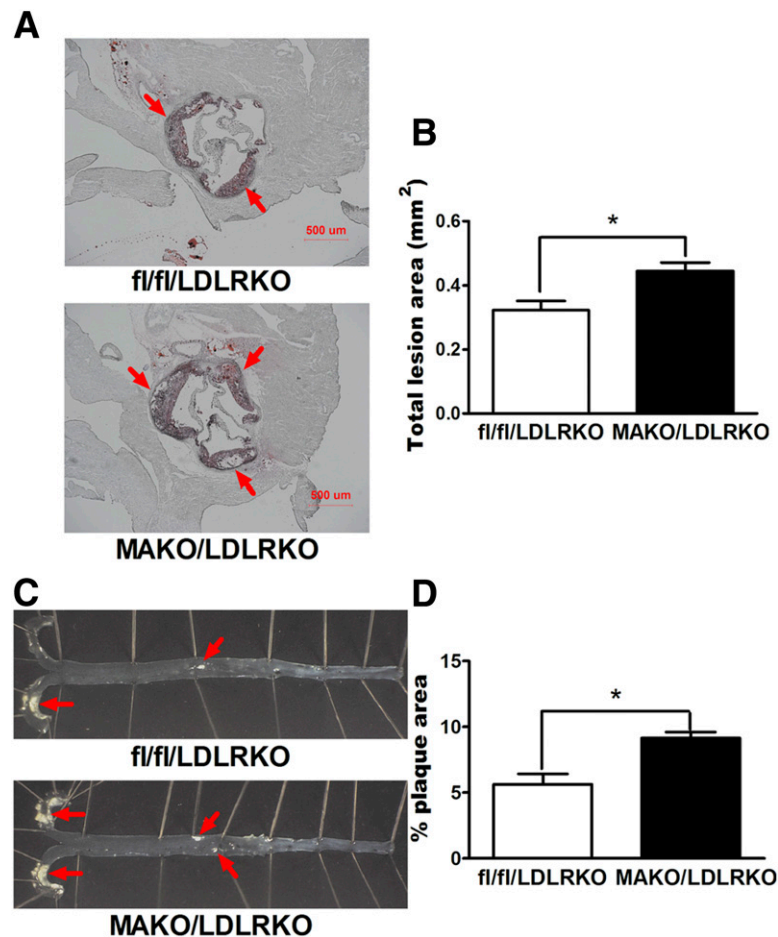 A
500 um
fl/fl/LDLRKO
500 um
MAKO/LDLRKO
B
Total lesion area (mm²)
0.6
0.4
0.2
0.0
*
fl/fl/LDLRKO MAKO/LDLRKO
C
fl/fl/LDLRKO
MAKO/LDLRKO
D
% plaque area
15
10
5
0
*
fl/fl/LDLRKO MAKO/LDLRKO